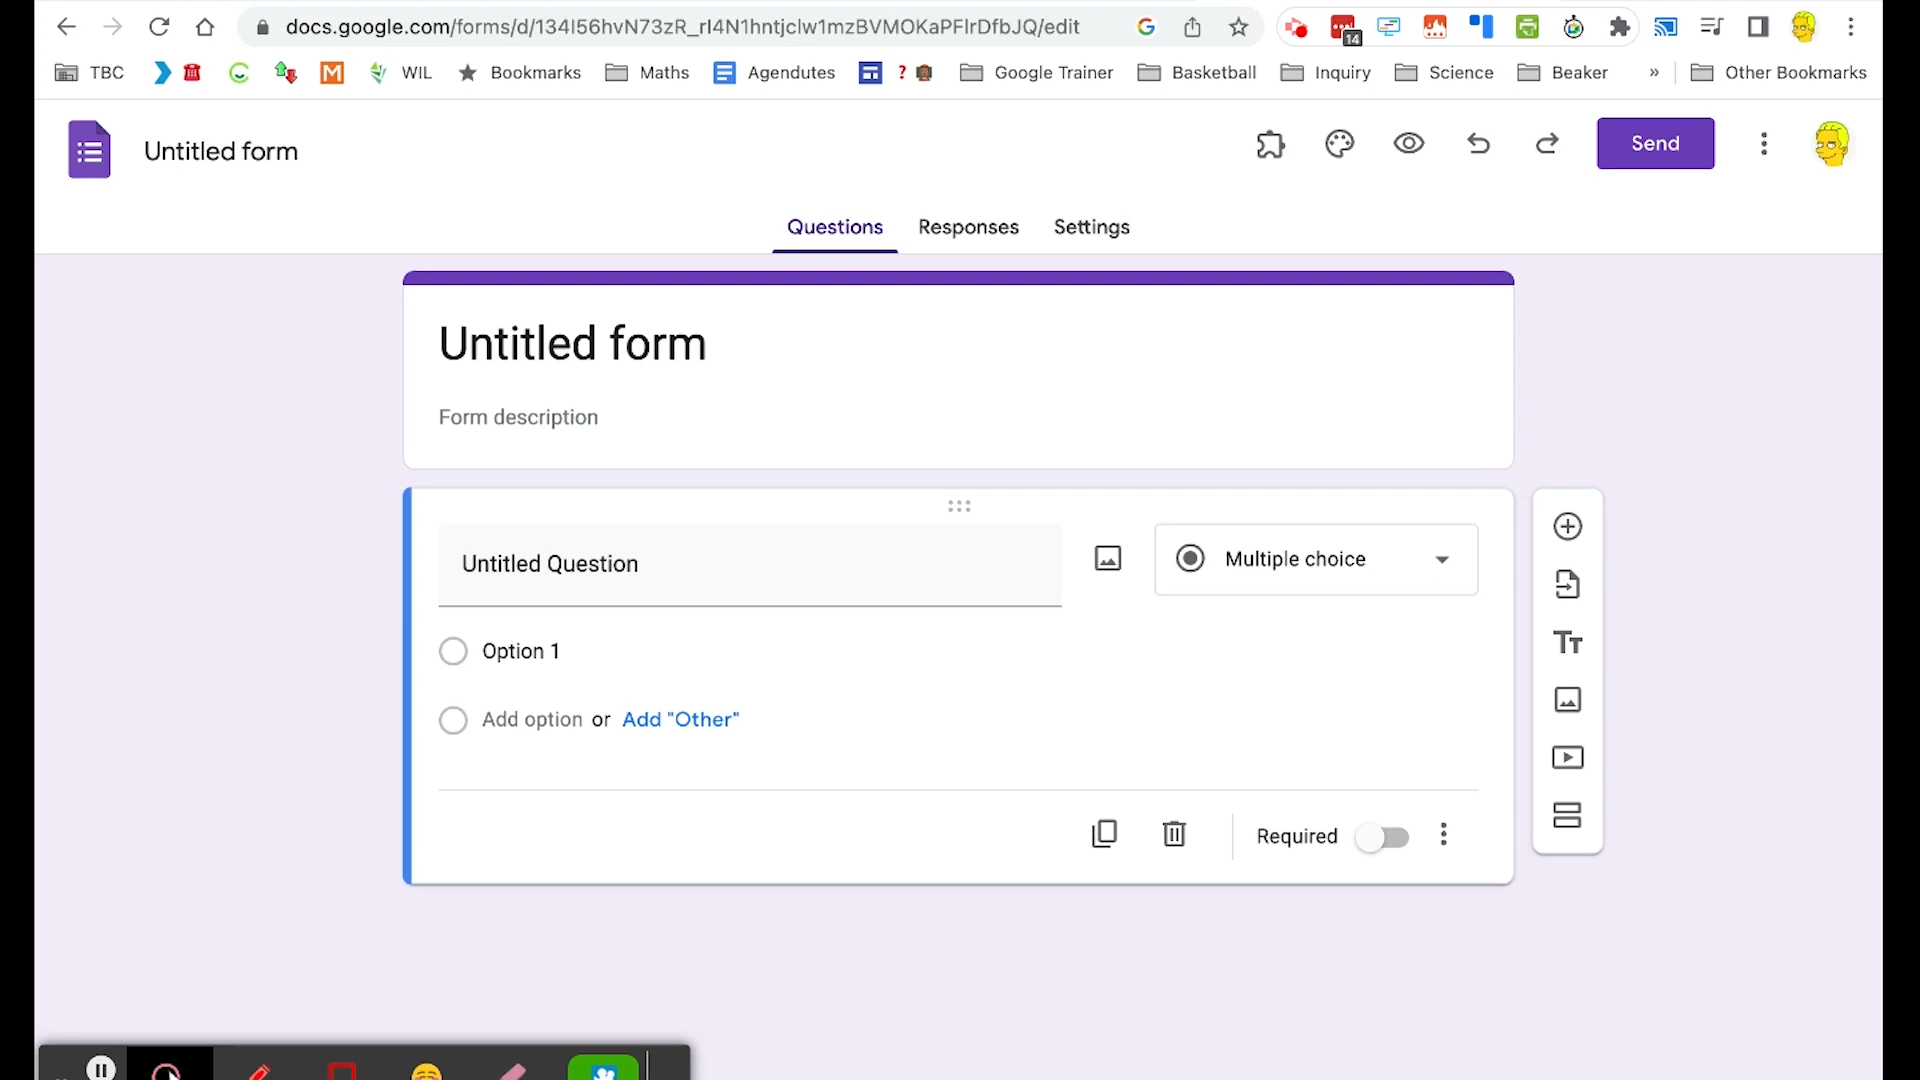 docs.google.com/forms/d/134I56hvN73zR_rI4N1hntjclw1mzBVMOKaPFIrDfbJQ/edit
14
TBC WIL Bookmarks Maths Agendutes ? Google Trainer Basketball Inquiry Science Beaker » Other Bookmarks
Untitled form
Send
Questions Responses Settings
Untitled form
Form description
Untitled Question
Multiple choice
Option 1
Add option or Add "Other"
Required